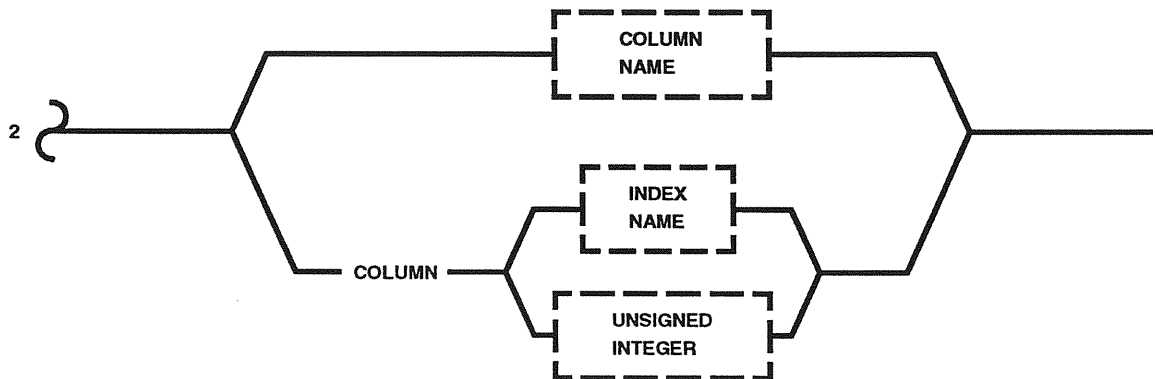 COLUMN
NAME
2
INDEX
NAME
COLUMN
UNSIGNED
INTEGER